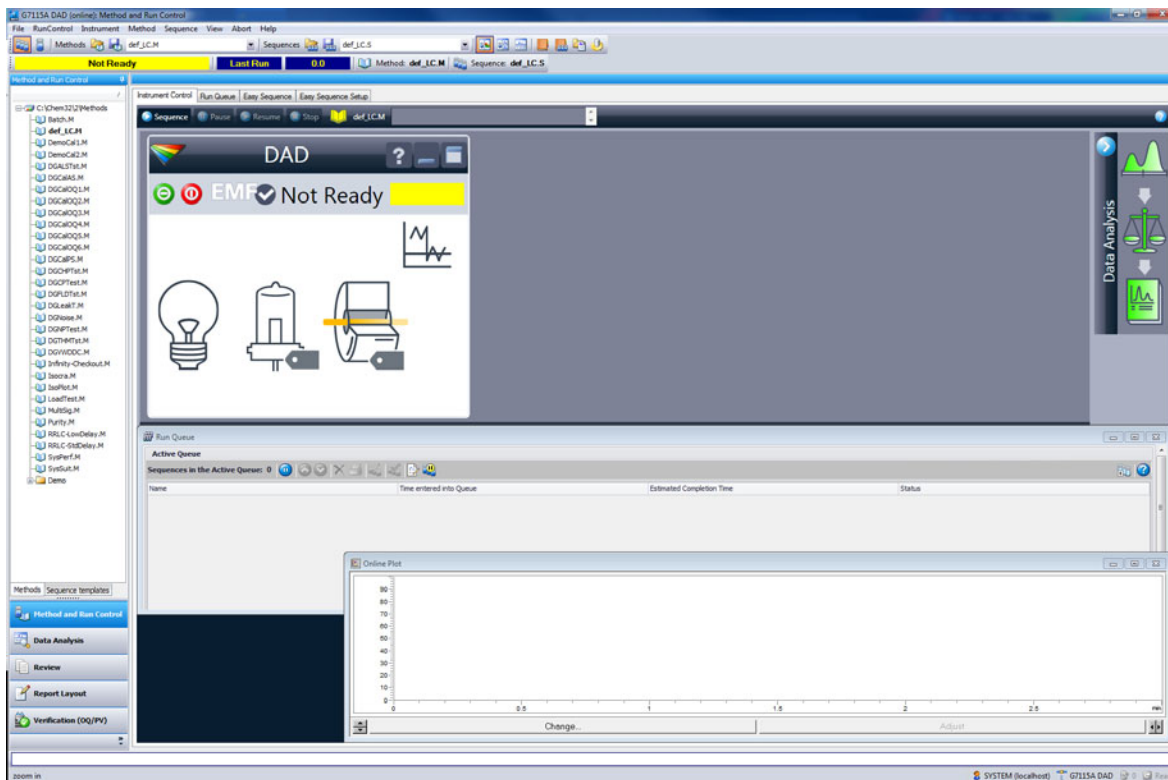 G7115A DAD (online): Method and Run Control
File RunControl Instrument Method Sequence View Abort Help
Methods def_LC.M Sequences def_LC.S
Not Ready Last Run 0.0 Method: def_LC.M Sequence: def_LC.S
Method and Run Control
Instrument Control Run Queue Easy Sequence Easy Sequence Setup
Sequence Pause Resume Stop def_LC.M
C:\Chem32\2\Methods
Batch.M
def_LC.M
DemoCal1.M
DemoCal2.M
DGALSTst.M
DGCalAS.M
DGCalOQ1.M
DGCalOQ2.M
DGCalOQ3.M
DGCalOQ4.M
DGCalOQ5.M
DGCalOQ6.M
DGCalPS.M
DGCHPTst.M
DGCPTest.M
DGFLDTst.M
DGLeakT.M
DGNoise.M
DGNPTest.M
DGTHMTst.M
DGVWDDC.M
Infinity-Checkout.M
Isocra.M
IsoPlot.M
LoadTest.M
MultSig.M
Purity.M
RRLC-LowDelay.M
RRLC-StdDelay.M
SysPerf.M
SysSuit.M
Demo
Methods Sequence templates
Method and Run Control
Data Analysis
Review
Report Layout
Verification (OQ/PV)
DAD ?
EMF Not Ready
Data Analysis
Run Queue
Active Queue
Sequences in the Active Queue: 0
Name Time entered into Queue Estimated Completion Time Status
Online Plot
90
80
70
60
50
40
30
20
10
0
0 0.5 1 1.5 2 2.5 min
Change... Adjust
zoom in SYSTEM (localhost) G7115A DAD 0